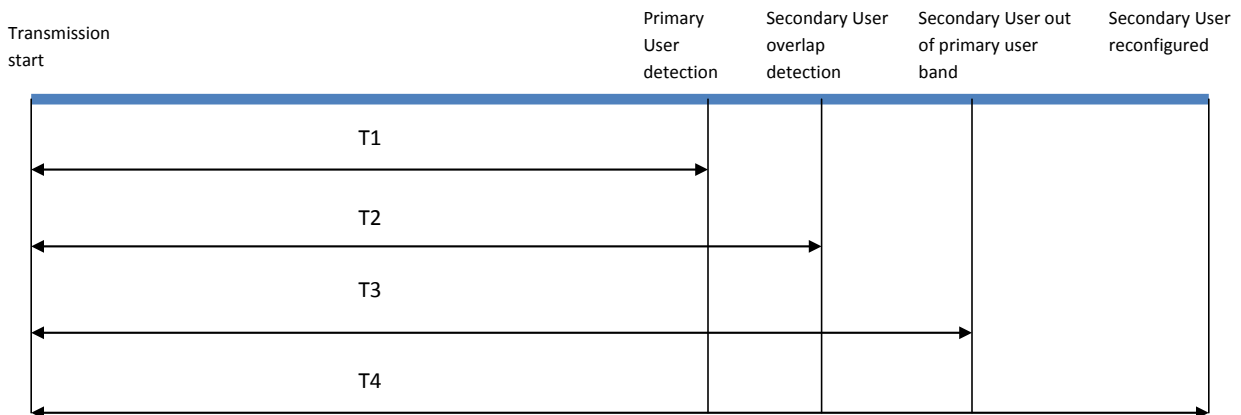 Transmission
start
Primary
User
detection
Secondary User
overlap
detection
Secondary User out
of primary user
band
Secondary User
reconfigured
T1
T2
T3
T4